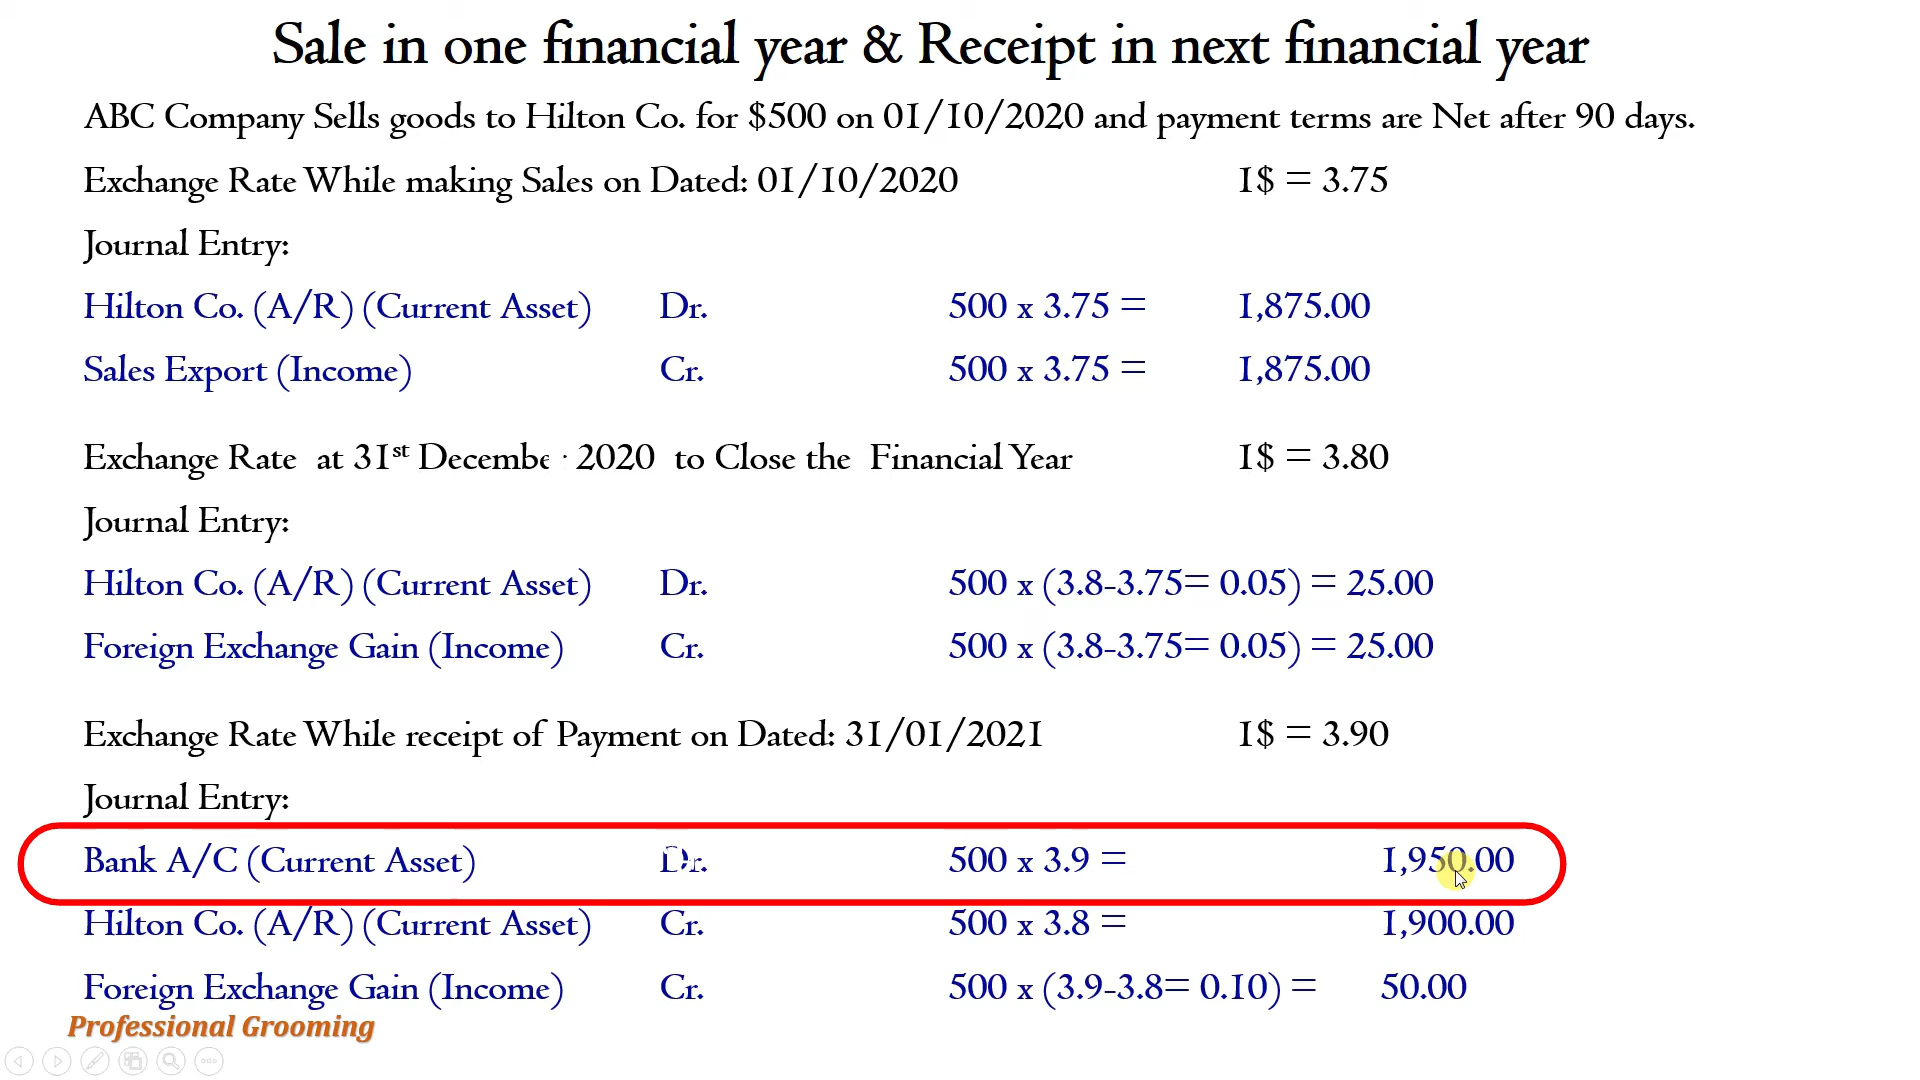 Sale in one financial year & Receipt in next financial year
ABC Company Sells goods to Hilton Co. for $500 on 01/10/2020 and payment terms are Net after 90 days.
Exchange Rate While making Sales on Dated: 01/10/2020 1$ = 3.75
Journal Entry:
Hilton Co. (A/R) (Current Asset) Dr. 500 x 3.75 = 1,875.00
Sales Export (Income) Cr. 500 x 3.75 = 1,875.00
Exchange Rate at 31st December 2020 to Close the Financial Year 1$ = 3.80
Journal Entry:
Hilton Co. (A/R) (Current Asset) Dr. 500 x (3.8-3.75= 0.05) = 25.00
Foreign Exchange Gain (Income) Cr. 500 x (3.8-3.75= 0.05) = 25.00
Exchange Rate While receipt of Payment on Dated: 31/01/2021 1$ = 3.90
Journal Entry:
Bank A/C (Current Asset) Dr. 500 x 3.9 = 1,950.00
Hilton Co. (A/R) (Current Asset) Cr. 500 x 3.8 = 1,900.00
Foreign Exchange Gain (Income) Cr. 500 x (3.9-3.8= 0.10) = 50.00
Professional Grooming